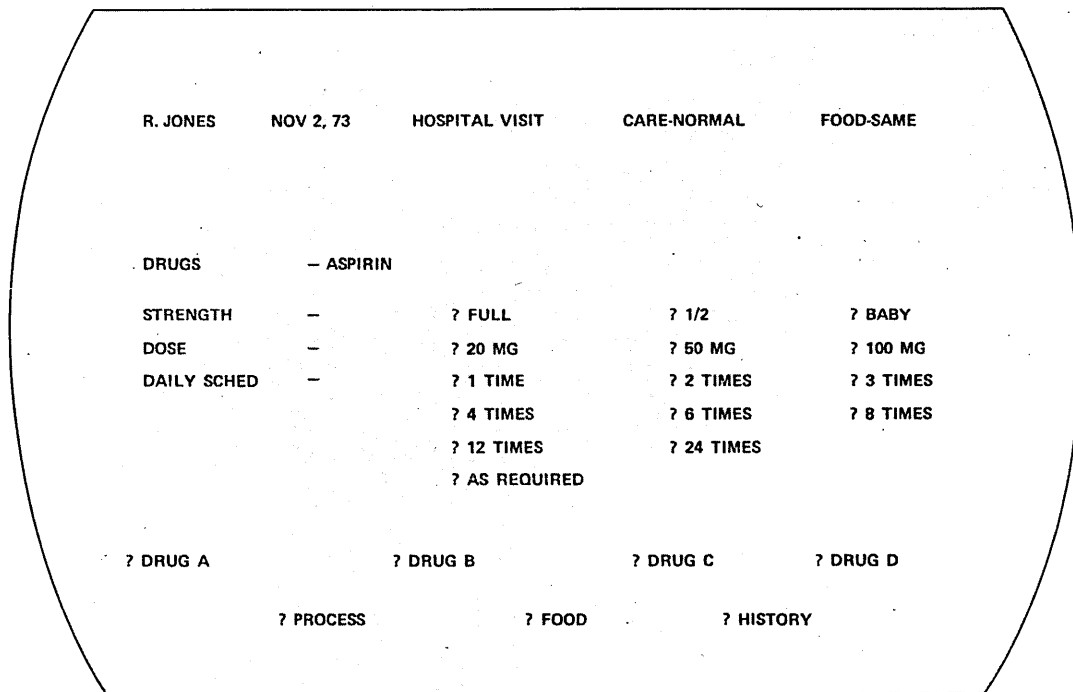 R. JONES NOV 2, 73 HOSPITAL VISIT CARE-NORMAL FOOD-SAME
DRUGS – ASPIRIN
STRENGTH – ? FULL ? 1/2 ? BABY
DOSE – ? 20 MG ? 50 MG ? 100 MG
DAILY SCHED – ? 1 TIME ? 2 TIMES ? 3 TIMES
? 4 TIMES ? 6 TIMES ? 8 TIMES
? 12 TIMES ? 24 TIMES
? AS REQUIRED
? DRUG A ? DRUG B ? DRUG C ? DRUG D
? PROCESS ? FOOD ? HISTORY